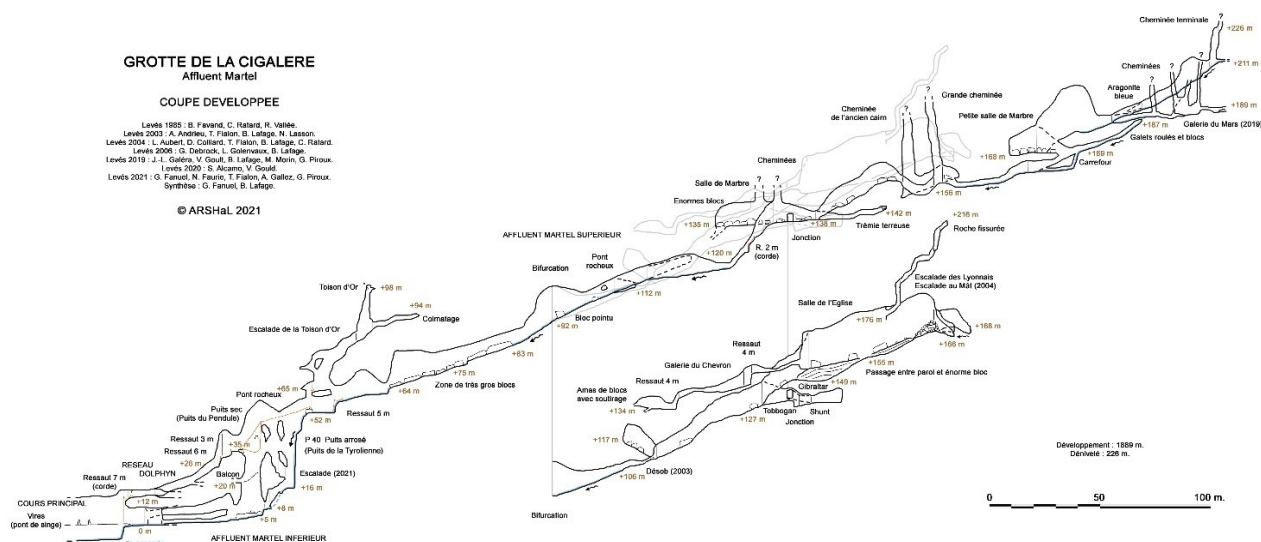 GROTTE DE LA CIGALERE
Affluent Martel
COUPE DEVELOPPEE
Levés 1985 : B. Favand, C. Ratard, R. Vallée.
Levés 2003 : A. Andrieu, T. Fialon, B. Lafage, N. Lasson.
Levés 2004 : L. Aubert, D. Colliard, T. Fialon, B. Lafage, C. Ratard.
Levés 2006 : G. Debrock, L. Golenvaux, B. Lafage.
Levés 2019 : J.-L. Galéra, V. Goult, B. Lafage, M. Morin, G. Piroux.
Levés 2020 : S. Alcamo, V. Gould.
Levés 2021 : G. Fanuel, N. Faurie, T. Fialon, A. Gallez, G. Piroux.
Synthèse : G. Fanuel, B. Lafage.
© ARSHaL 2021
Cheminée terminale
?
+226 m
+211 m
Cheminées
?
?
?
Aragonite
bleue
+189 m
+187 m
Galerie du Mars (2019)
Galets roulés et blocs
Petite salle de Marbre
+168 m
+169 m
Carrefour
Grande cheminée
?
?
Cheminée
de l'ancien cairn
+156 m
Cheminées
?
?
Salle de Marbre
Enormes blocs
+135 m
+138 m
+142 m
Trémie terreuse
Jonction
R. 2 m
(corde)
+120 m
AFFLUENT MARTEL SUPERIEUR
Pont
rocheux
Bifurcation
+112 m
Bloc pointu
+92 m
+83 m
+75 m
Zone de très gros blocs
+64 m
Toison d'Or
+98 m
+94 m
Colmatage
Escalade de la Toison d'Or
+65 m
Pont rocheux
Ressaut 5 m
+52 m
Puits sec
(Puits du Pendule)
P 40 Puits arrosé
(Puits de la Tyrolienne)
Ressaut 3 m
+35 m
Ressaut 6 m
+26 m
RESEAU
DOLPHYN
Balcon
+20 m
Escalade (2021)
+16 m
Ressaut 7 m
(corde)
+12 m
+8 m
+5 m
COURS PRINCIPAL
Vires
(pont de singe)
0 m
AFFLUENT MARTEL INFERIEUR
+216 m
Roche fissurée
Escalade des Lyonnais
Escalade au Mât (2004)
Salle de l'Eglise
+176 m
+168 m
+166 m
+155 m
Passage entre paroi et énorme bloc
Ressaut
4 m
Galerie du Chevron
Ressaut 4 m
Amas de blocs
avec soutirage
+134 m
+149 m
Gibraltar
Tobbogan
Shunt
Jonction
+127 m
+117 m
Désob (2003)
+106 m
Bifurcation
Développement : 1889 m.
Dénivelé : 226 m.
0
50
100 m.